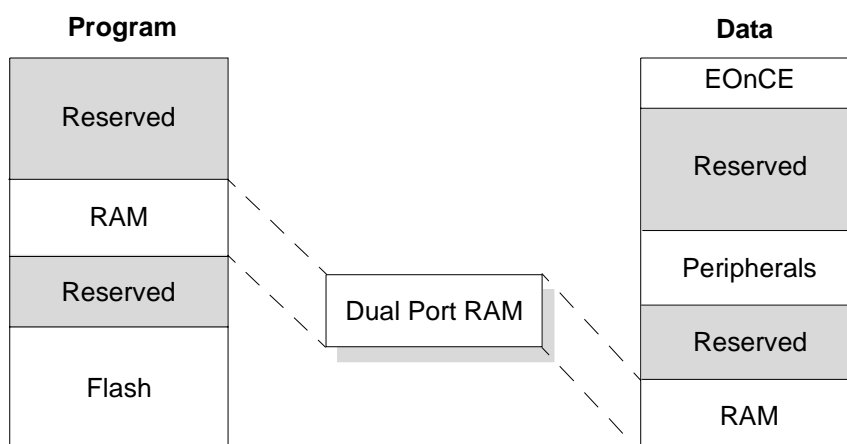 Program
Reserved
RAM
Reserved
Flash
Dual Port RAM
Data
EOnCE
Reserved
Peripherals
Reserved
RAM